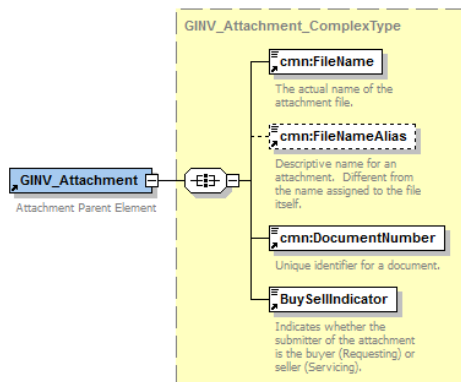 GINV_Attachment_ComplexType
cmn:FileName
The actual name of the
attachment file.
cmn:FileNameAlias
Descriptive name for an
attachment.  Different from
the name assigned to the file
itself.
GINV_Attachment
Attachment Parent Element
cmn:DocumentNumber
Unique identifier for a document.
BuySellIndicator
Indicates whether the
submitter of the attachment
is the buyer (Requesting) or
seller (Servicing).